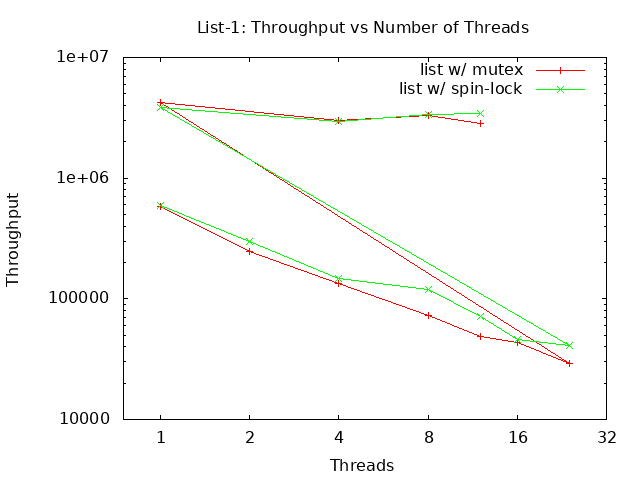 List-1: Throughput vs Number of Threads
1e+07
list w/ mutex
list w/ spin-lock
1e+06
Throughput
100000
10000
1 2 4 8 16 32
Threads